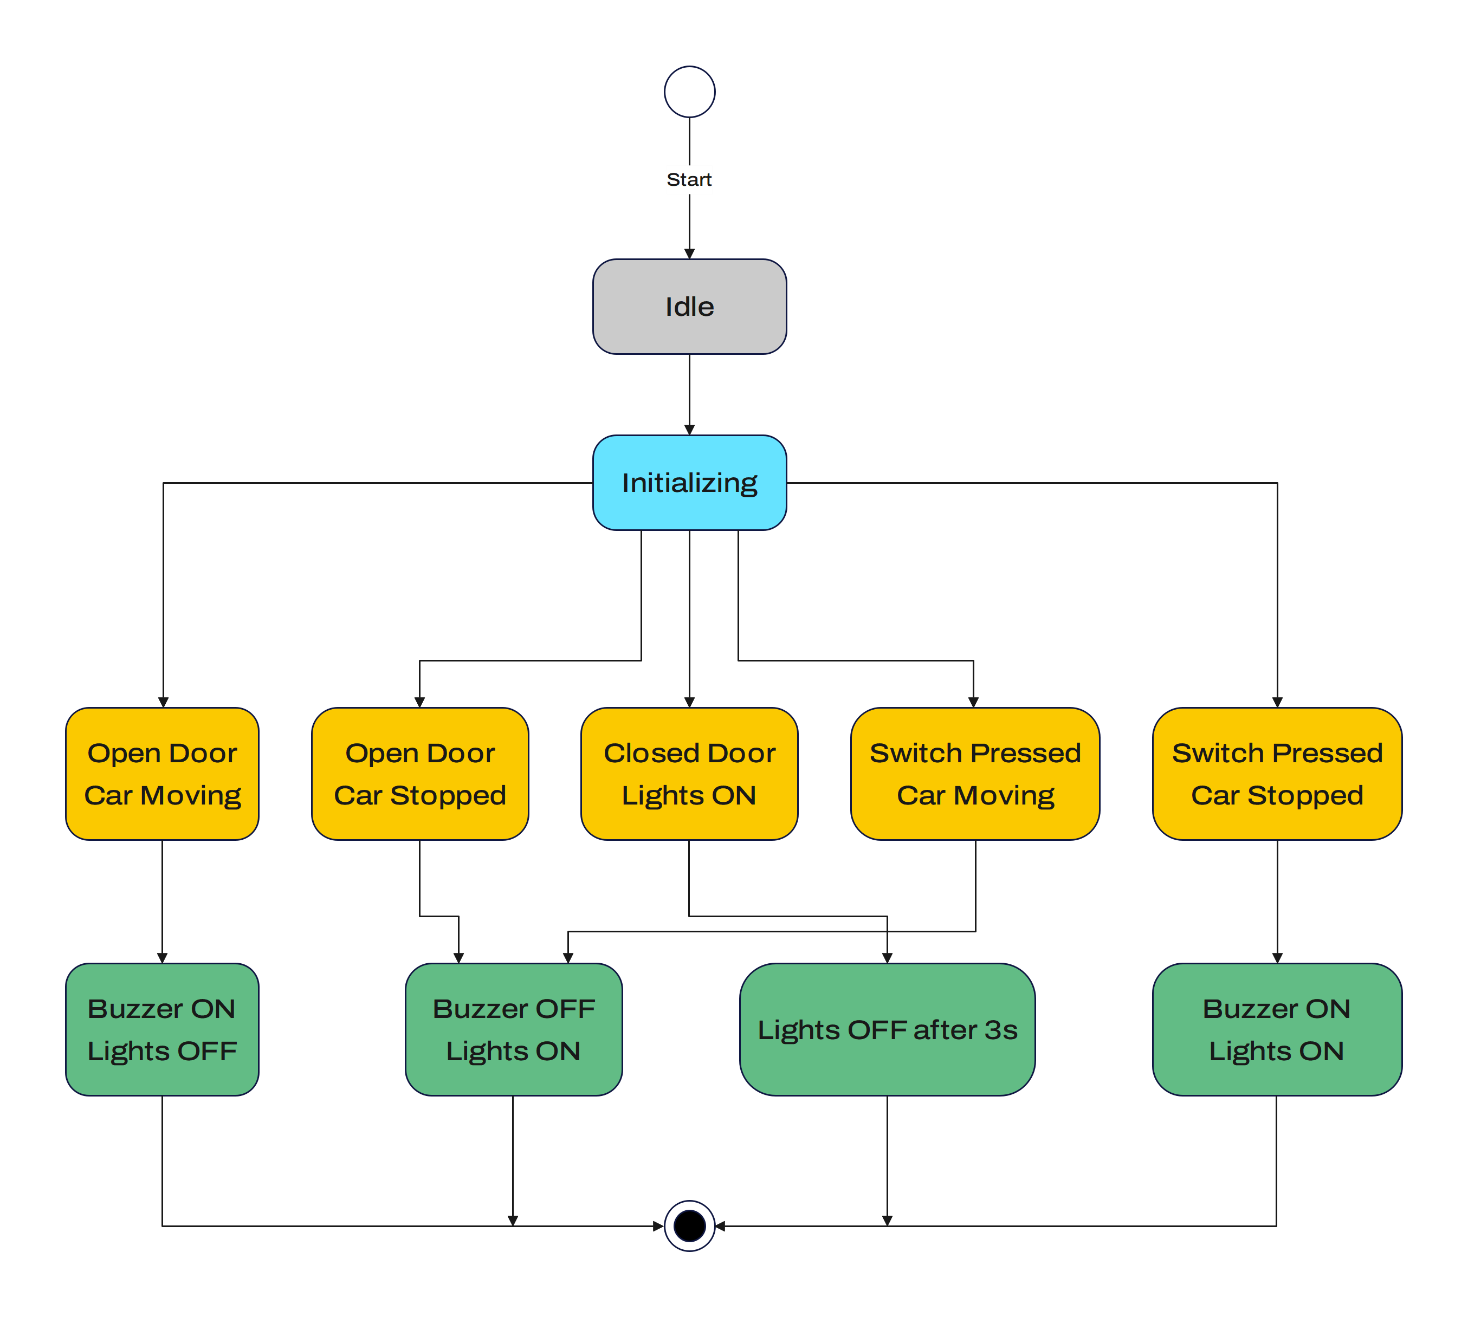 Start
Idle
Initializing
Open Door
Car Moving
Open Door
Car Stopped
Closed Door
Lights ON
Switch Pressed
Car Moving
Switch Pressed
Car Stopped
Buzzer ON
Lights OFF
Buzzer OFF
Lights ON
Lights OFF after 3s
Buzzer ON
Lights ON